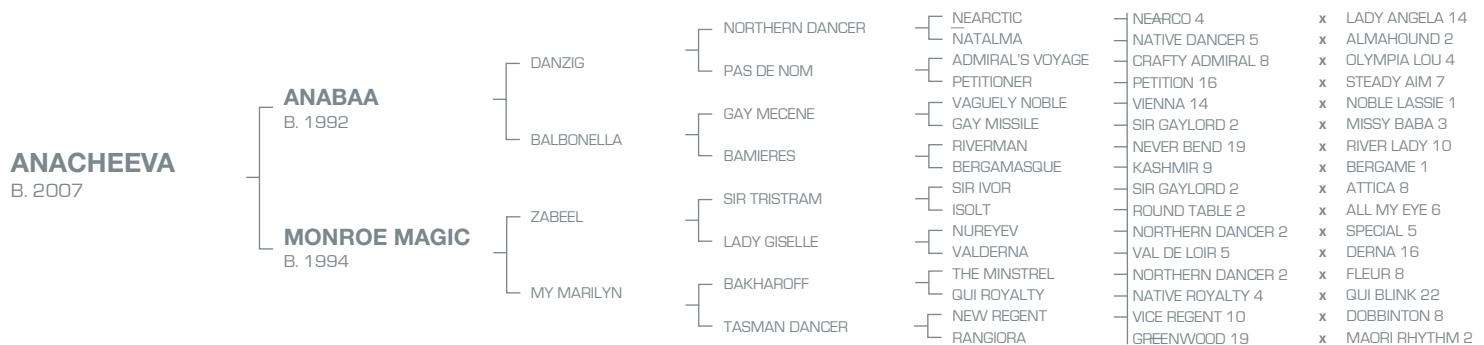 ANACHEEVA
B. 2007
ANABAA
B. 1992
MONROE MAGIC
B. 1994
DANZIG
BALBONELLA
ZABEEL
MY MARILYN
NORTHERN DANCER
PAS DE NOM
GAY MECENE
BAMIERES
SIR TRISTRAM
LADY GISELLE
BAKHAROFF
TASMAN DANCER
NEARCTIC
NATALMA
ADMIRAL'S VOYAGE
PETITIONER
VAGUELY NOBLE
GAY MISSILE
RIVERMAN
BERGAMASQUE
SIR IVOR
ISOLT
NUREYEV
VALDERNA
THE MINSTREL
QUI ROYALTY
NEW REGENT
RANGIORA
NEARCO 4 x LADY ANGELA 14
NATIVE DANCER 5 x ALMAHOUND 2
CRAFTY ADMIRAL 8 x OLYMPIA LOU 4
PETITION 16 x STEADY AIM 7
VIENNA 14 x NOBLE LASSIE 1
SIR GAYLORD 2 x MISSY BABA 3
NEVER BEND 19 x RIVER LADY 10
KASHMIR 9 x BERGAME 1
SIR GAYLORD 2 x ATTICA 8
ROUND TABLE 2 x ALL MY EYE 6
NORTHERN DANCER 2 x SPECIAL 5
VAL DE LOIR 5 x DERNA 16
NORTHERN DANCER 2 x FLEUR 8
NATIVE ROYALTY 4 x QUI BLINK 22
VICE REGENT 10 x DOBBINTON 8
GREENWOOD 19 x MAORI RHYTHM 2